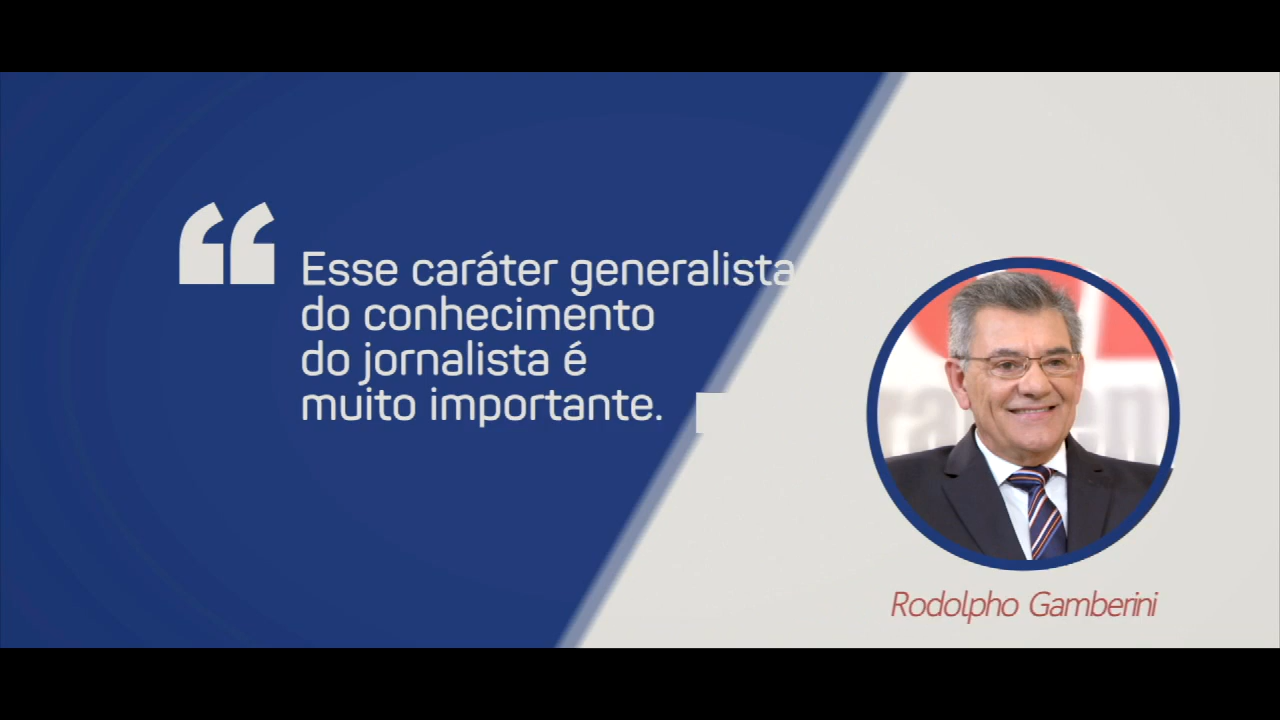 “Esse caráter generalista
do conhecimento
do jornalista é
muito importante.
Rodolpho Gamberini